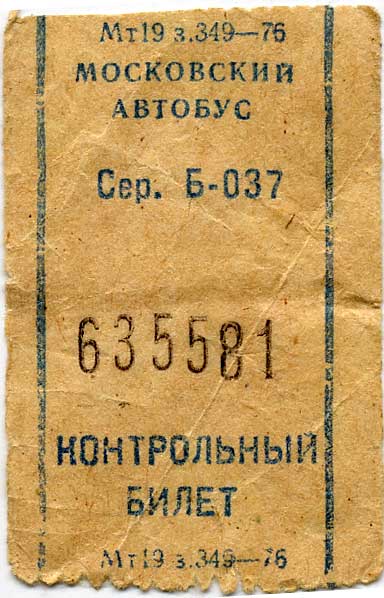 Мт19 з.349—76
МОСКОВСКИЙ
АВТОБУС
Сер. Б-037
635581
КОНТРОЛЬНЫЙ
БИЛЕТ
Мт19 з.349—76